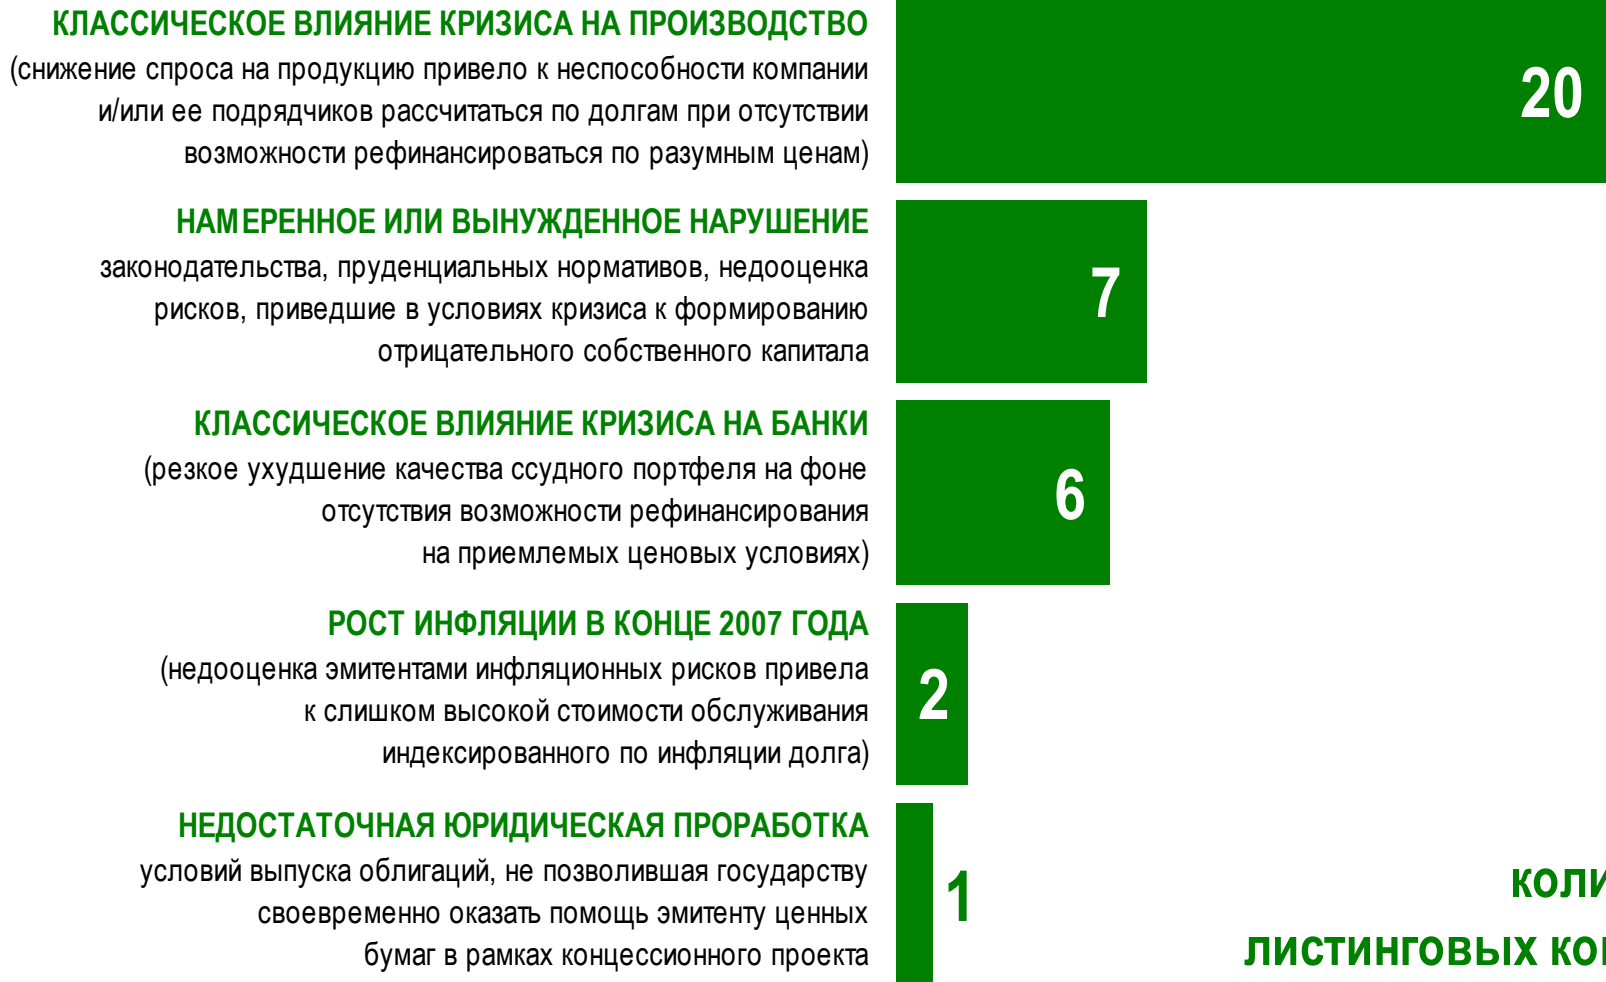 КЛАССИЧЕСКОЕ ВЛИЯНИЕ КРИЗИСА НА ПРОИЗВОДСТВО
(снижение спроса на продукцию привело к неспособности компании
и/или ее подрядчиков рассчитаться по долгам при отсутствии
возможности рефинансироваться по разумным ценам)
20
НАМЕРЕННОЕ ИЛИ ВЫНУЖДЕННОЕ НАРУШЕНИЕ
законодательства, пруденциальных нормативов, недооценка
рисков, приведшие в условиях кризиса к формированию
отрицательного собственного капитала
7
КЛАССИЧЕСКОЕ ВЛИЯНИЕ КРИЗИСА НА БАНКИ
(резкое ухудшение качества ссудного портфеля на фоне
отсутствия возможности рефинансирования
на приемлемых ценовых условиях)
6
РОСТ ИНФЛЯЦИИ В КОНЦЕ 2007 ГОДА
(недооценка эмитентами инфляционных рисков привела
к слишком высокой стоимости обслуживания
индексированного по инфляции долга)
2
НЕДОСТАТОЧНАЯ ЮРИДИЧЕСКАЯ ПРОРАБОТКА
условий выпуска облигаций, не позволившая государству
своевременно оказать помощь эмитенту ценных
бумаг в рамках концессионного проекта
1
ЛИСТИНГОВЫХ